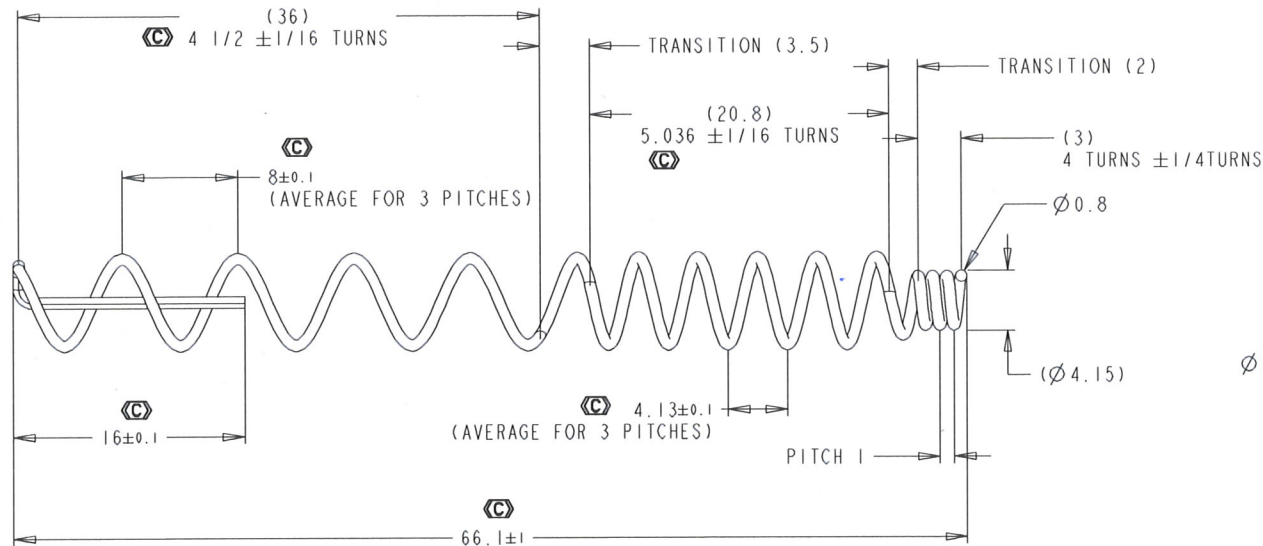 (36)
C 4 1/2 ±1/16 TURNS
TRANSITION (3.5)
TRANSITION (2)
(20.8)
5.036 ±1/16 TURNS
C
(3)
4 TURNS ±1/4TURNS
C
8±0.1
(AVERAGE FOR 3 PITCHES)
Ø0.8
(Ø4.15)
Ø
C
16±0.1
C 4.13±0.1
(AVERAGE FOR 3 PITCHES)
PITCH 1
C
66.1±1